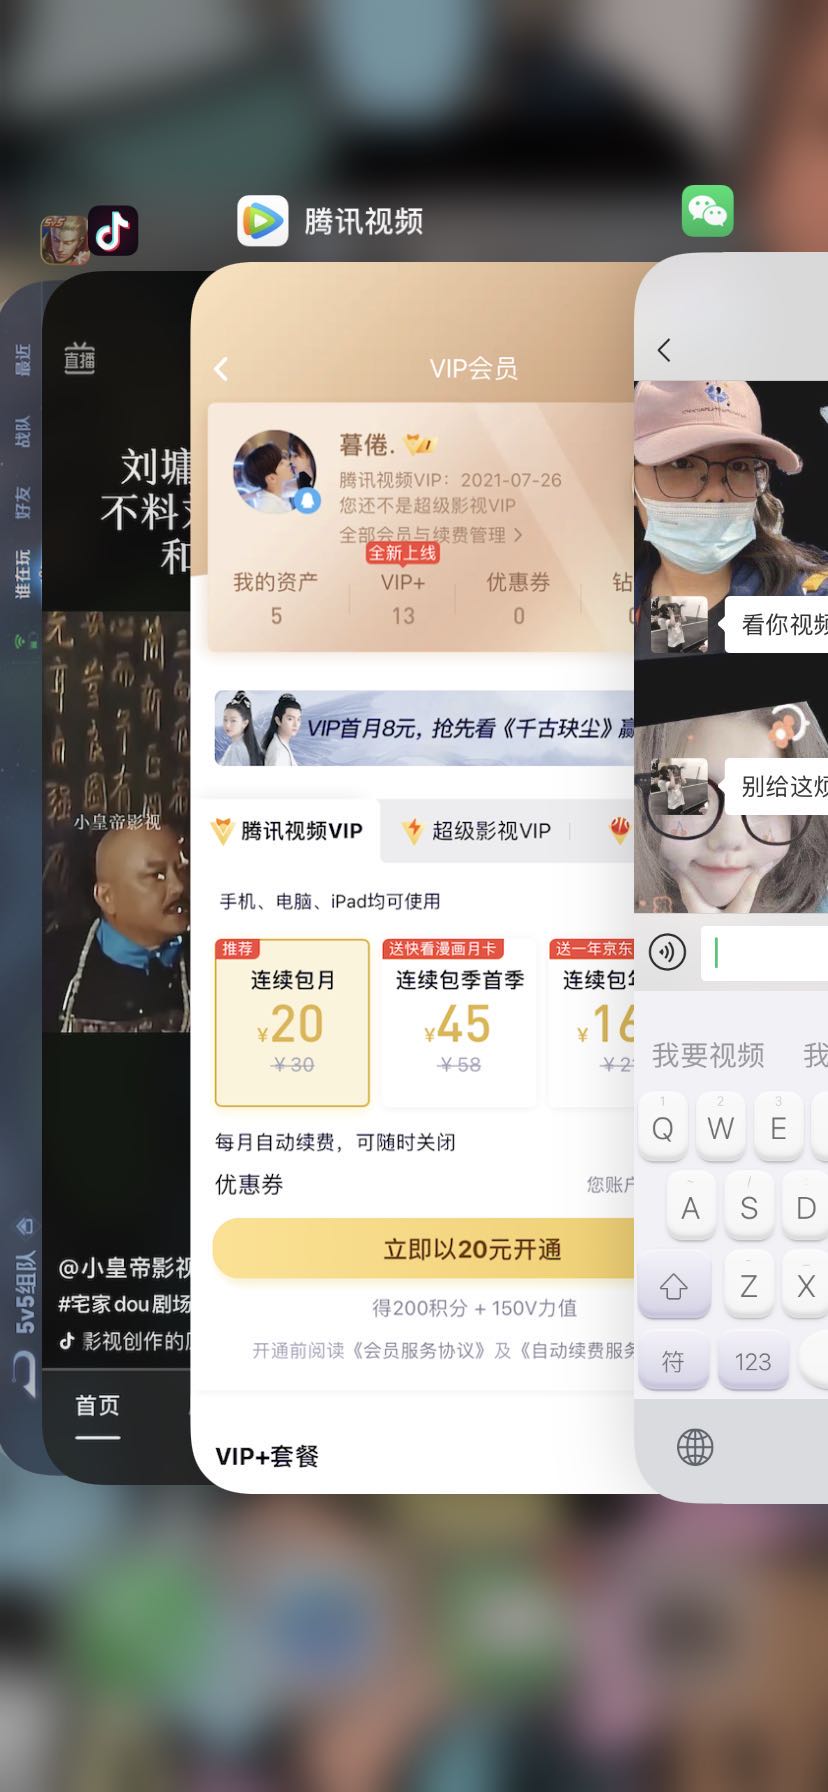 腾讯视频
最近
战队
好友
谁在玩
5v5组队
直播
刘墉
不料刘
和
小皇帝影视
@小皇帝影视
#宅家dou剧场
影视创作的
首页
VIP会员
暮倦.
腾讯视频VIP：2021-07-26
您还不是超级影视VIP
全部会员与续费管理 >
全新上线
我的资产
VIP+
优惠券
钻
5
13
0
VIP首月8元，抢先看《千古玦尘》赢
腾讯视频VIP
超级影视VIP
手机、电脑、iPad均可使用
推荐
送快看漫画月卡
送一年京东
连续包月
连续包季首季
连续包年
¥20
¥45
¥16
¥30
¥58
¥2
每月自动续费，可随时关闭
优惠券
您账户
立即以20元开通
得200积分 + 150V力值
开通前阅读《会员服务协议》及《自动续费服务
VIP+套餐
看你视频
别给这烦
我要视频
我
1 2 3
Q W E
A S D
Z X
符
123